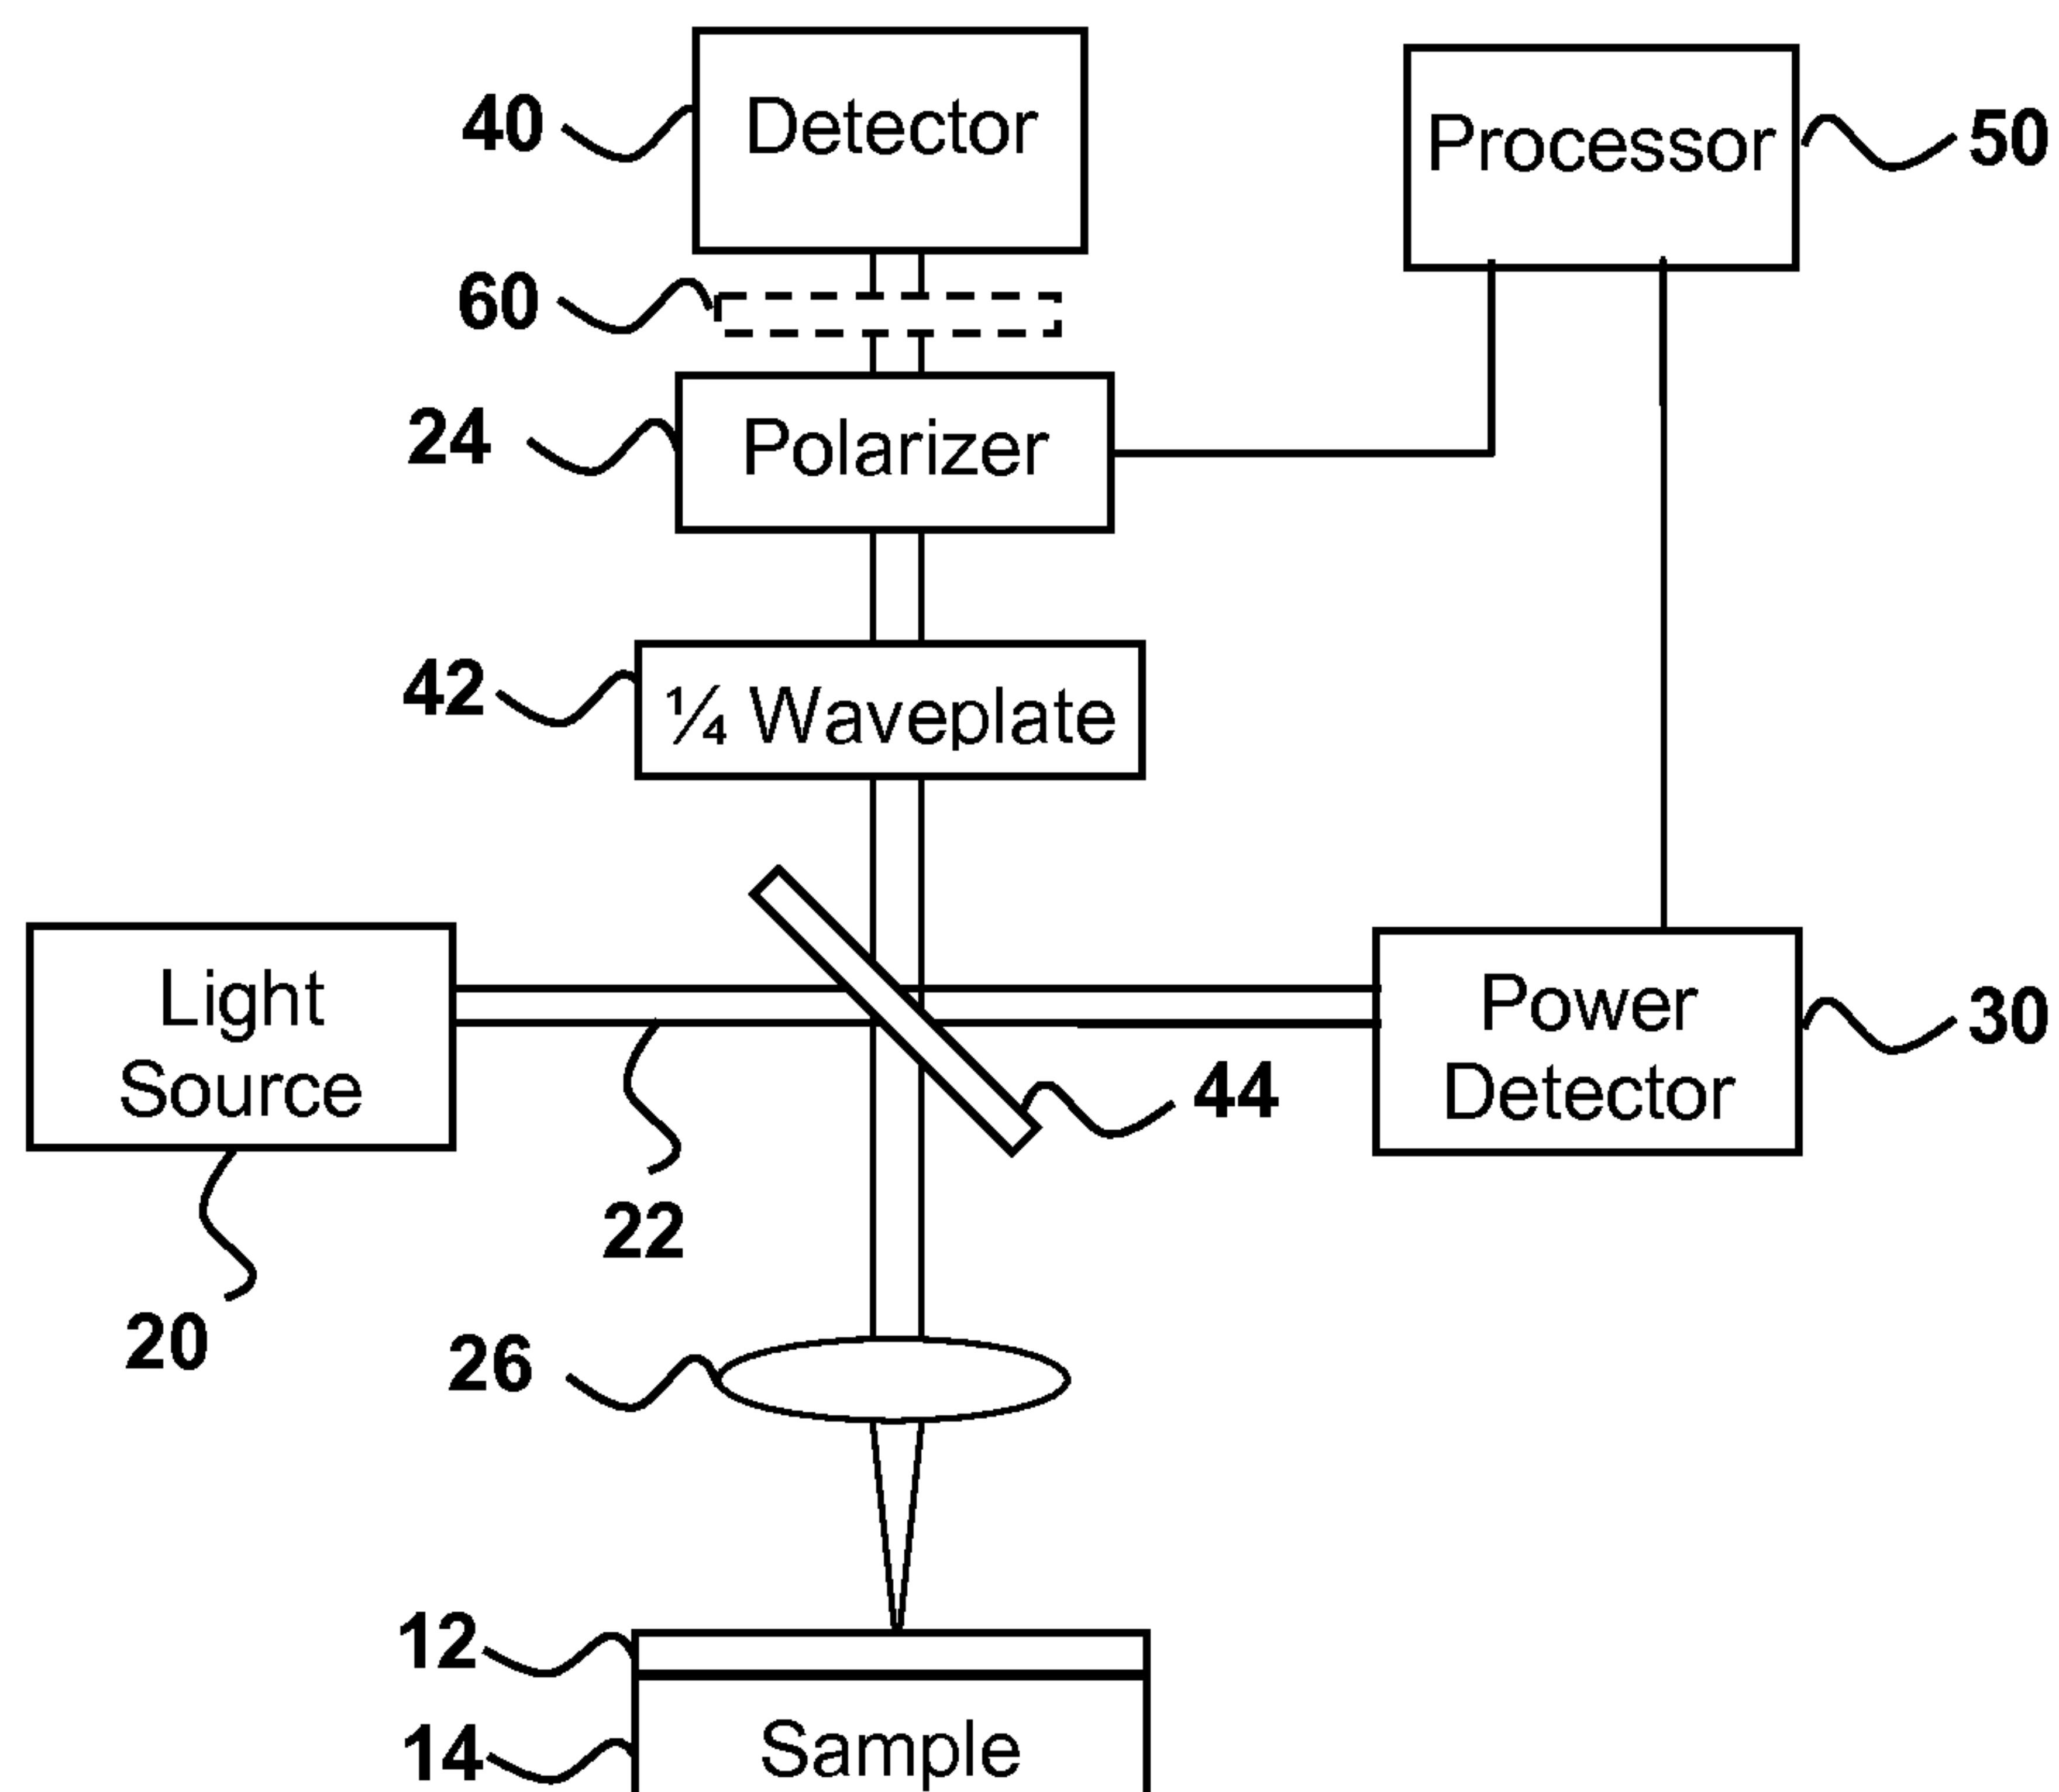 40
Detector
Processor
50
60
24
Polarizer
42
¼ Waveplate
Light
Source
Power
Detector
30
44
22
20
26
12
14
Sample